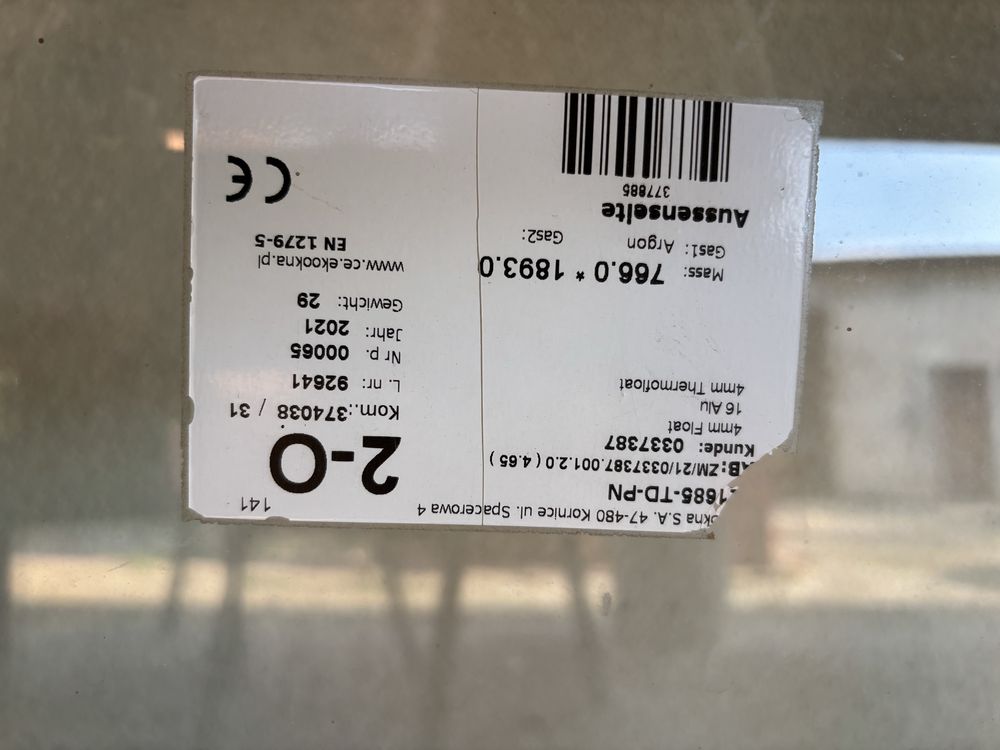 okna S.A. 47-480 Kornice ul. Spacerowa 4
1685-TD-PN
AB:ZM/21/0337387.001.2.0 ( 4.65 )
Kunde: 0337387
4mm Float
16 Alu
4mm Thermofloat
Mass: 766.0 * 1893.0
Gas1: Argon Gas2:
Aussenseite
377885
141
2-O
Kom.:374038 / 31
L. nr: 92641
Nr p. 00065
Jahr: 2021
Gewicht: 29
www.ce.ekookna.pl
EN 1279-5
CE